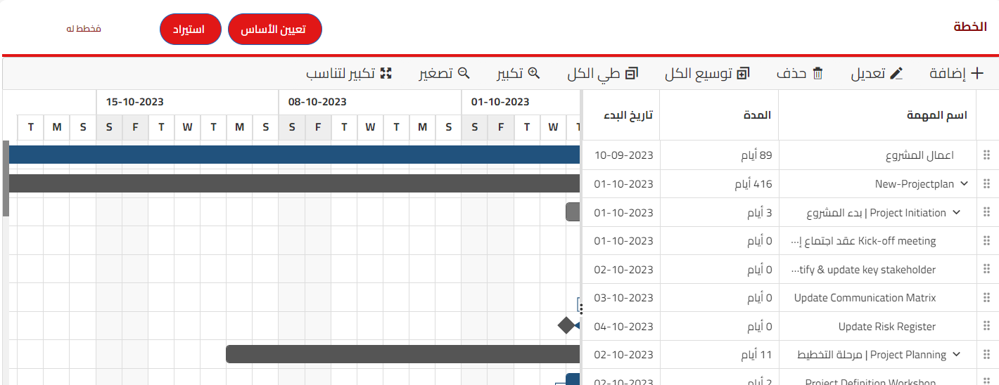 الخطة
تعيين الأساس
استيراد
مُخطط له
إضافة
تعديل
حذف
توسيع الكل
طي الكل
تكبير
تصغير
تكبير لتناسب
اسم المهمة المدة تاريخ البدء
01-10-2023 08-10-2023 15-10-2023
T M S S F T W T M S S F T W T M S S F T W T
اعمال المشروع 89 أيام 10-09-2023
New-Projectplan 416 أيام 01-10-2023
Project Initiation | بدء المشروع 3 أيام 01-10-2023
Kick-off meeting عقد اجتماع إ... 0 أيام 01-10-2023
...tify & update key stakeholder 0 أيام 02-10-2023
Update Communication Matrix 0 أيام 03-10-2023
Update Risk Register 0 أيام 04-10-2023
Project Planning | مرحلة التخطيط 11 أيام 02-10-2023
Project Definition Workshop 2 أيام 02-10-2023